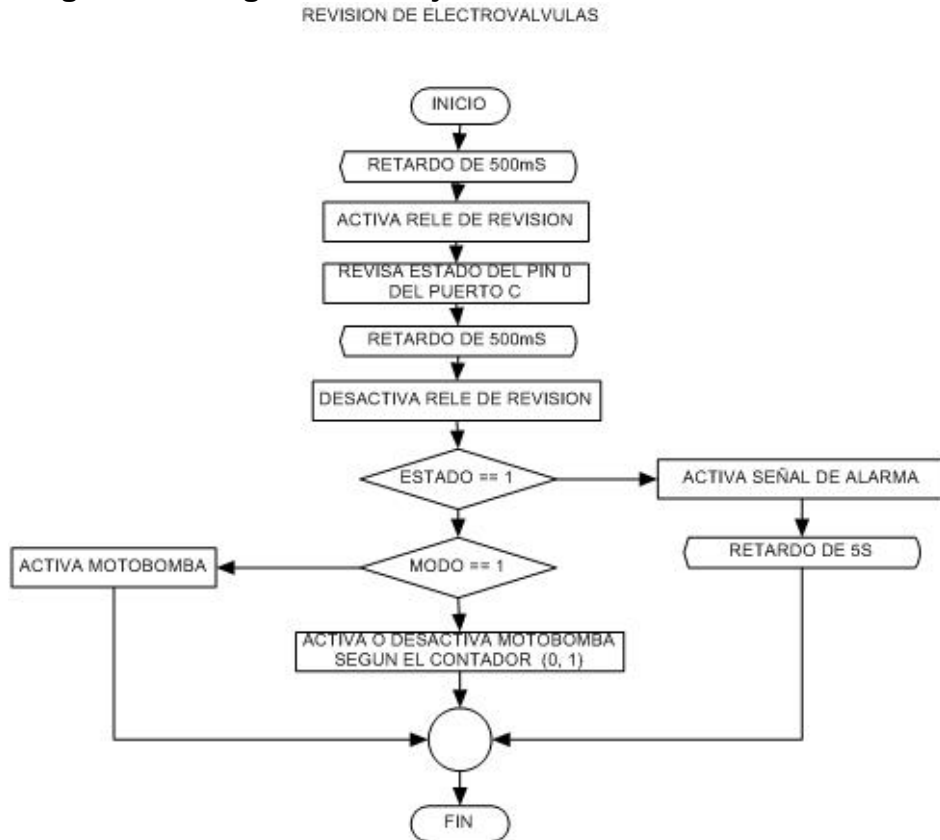 REVISION DE ELECTROVALVULAS
INICIO
RETARDO DE 500mS
ACTIVA RELE DE REVISION
REVISA ESTADO DEL PIN 0
DEL PUERTO C
RETARDO DE 500mS
DESACTIVA RELE DE REVISION
ESTADO == 1
ACTIVA SEÑAL DE ALARMA
RETARDO DE 5S
MODO == 1
ACTIVA MOTOBOMBA
ACTIVA O DESACTIVA MOTOBOMBA
SEGUN EL CONTADOR (0, 1)
FIN